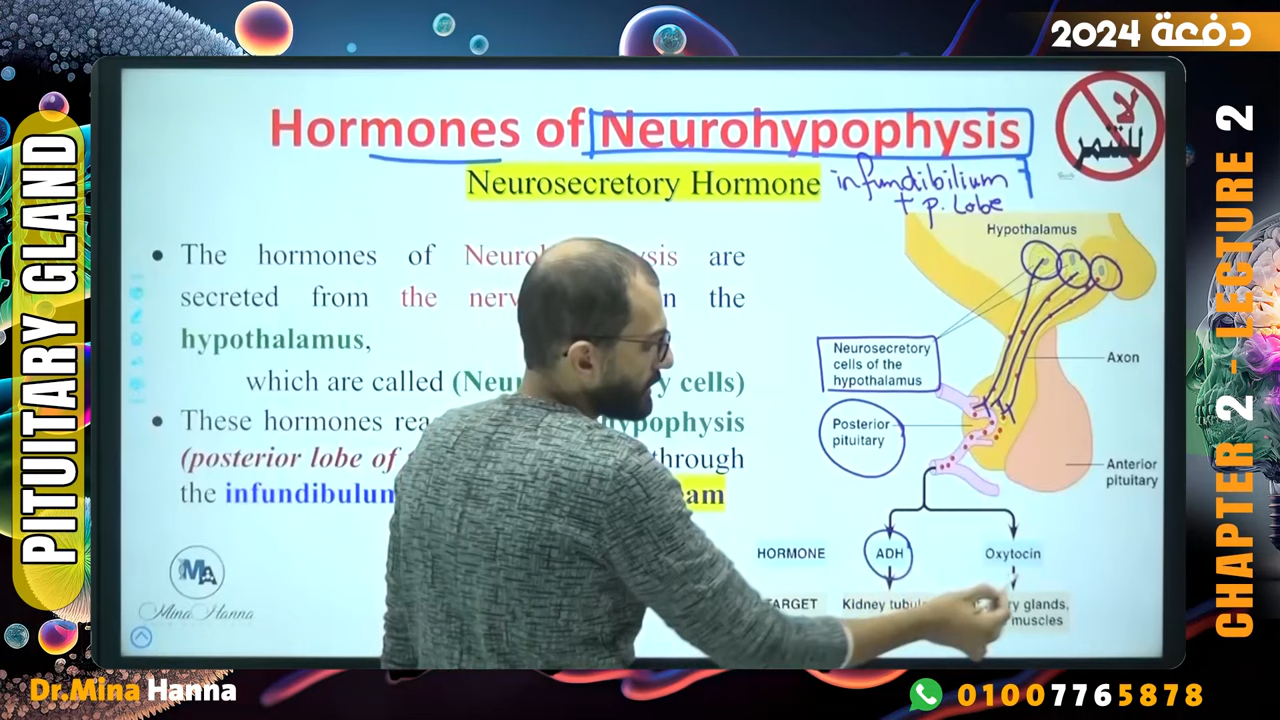 دفعة 2024
PITUITARY GLAND
Hormones of Neurohypophysis
لا
للتنمر
Neurosecretory Hormone
infundibilium
+ p. Lobe
Hypothalamus
• The hormones of are
secreted from the the
hypothalamus,
which are called cells)
• These hormones
(posterior lobe of through
the
Neurosecretory
cells of the
hypothalamus
Axon
Posterior
pituitary
Anterior
pituitary
HORMONE ADH Oxytocin
TARGET Kidney glands,
muscles
MA
Mina Hanna
CHAPTER 2 - LECTURE 2
Dr.Mina Hanna
01007765878